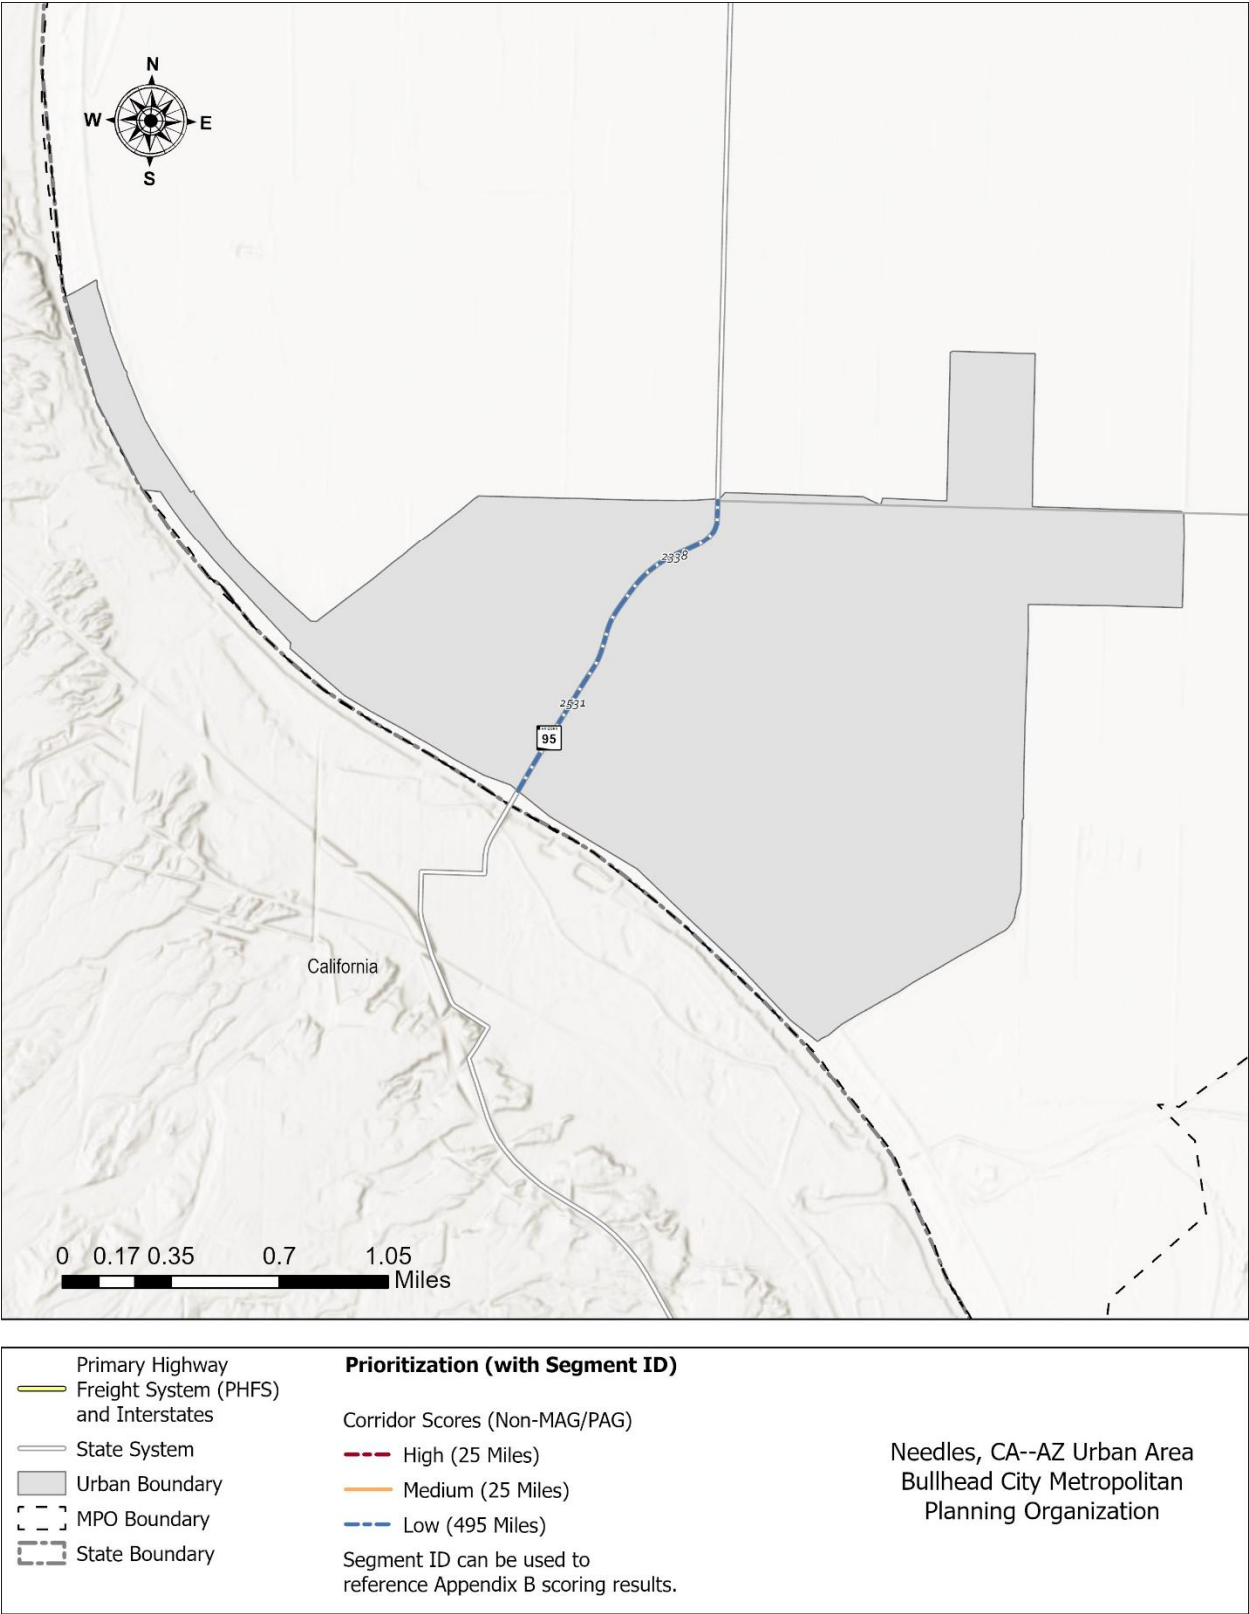 N
W E
S
2338
2531
95
California
0 0.17 0.35 0.7 1.05
Miles
Primary Highway
Freight System (PHFS)
and Interstates
State System
Urban Boundary
MPO Boundary
State Boundary
Prioritization (with Segment ID)
Corridor Scores (Non-MAG/PAG)
High (25 Miles)
Medium (25 Miles)
Low (495 Miles)
Segment ID can be used to
reference Appendix B scoring results.
Needles, CA--AZ Urban Area
Bullhead City Metropolitan
Planning Organization